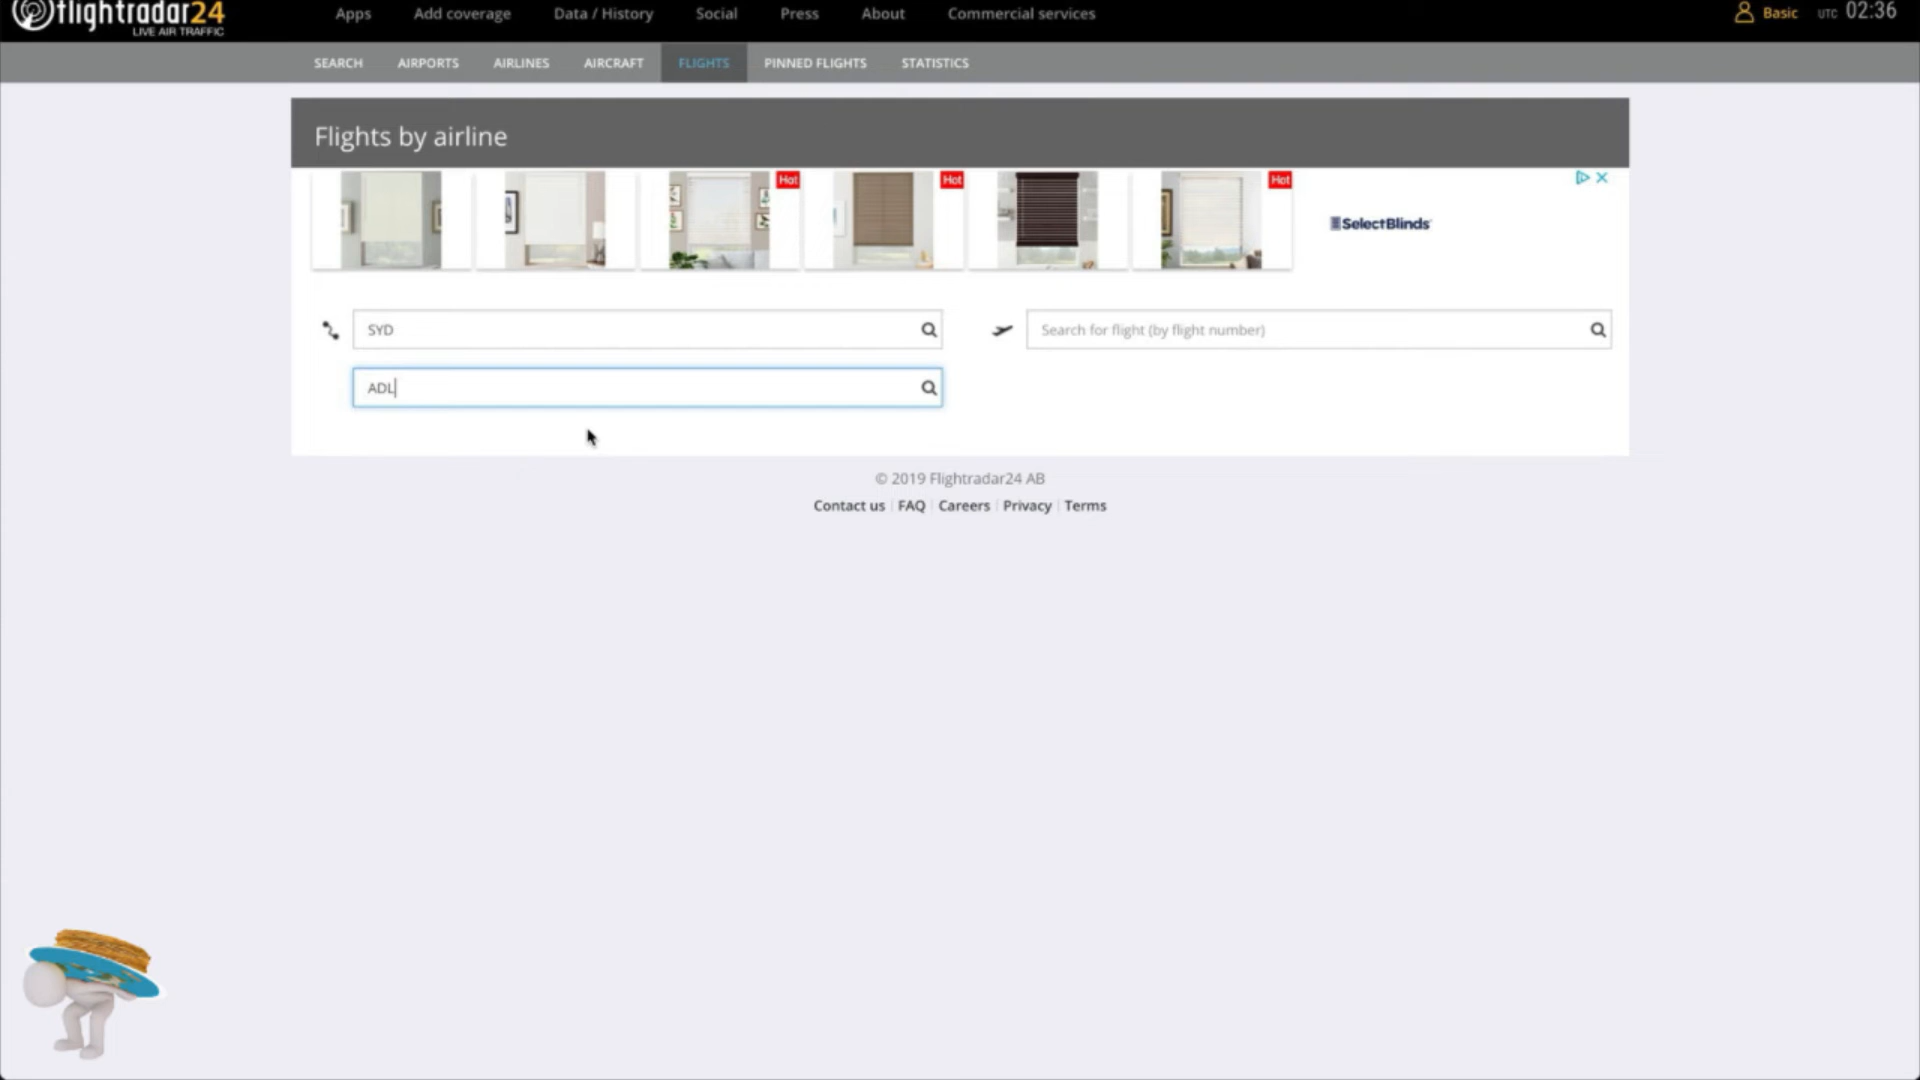 flightradar24
LIVE AIR TRAFFIC
Apps Add coverage Data / History Social Press About Commercial services
Basic UTC 02:36
SEARCH AIRPORTS AIRLINES AIRCRAFT FLIGHTS PINNED FLIGHTS STATISTICS
Flights by airline
Hot Hot Hot
SelectBlinds
SYD
Search for flight (by flight number)
ADL
© 2019 Flightradar24 AB
Contact us FAQ Careers Privacy Terms